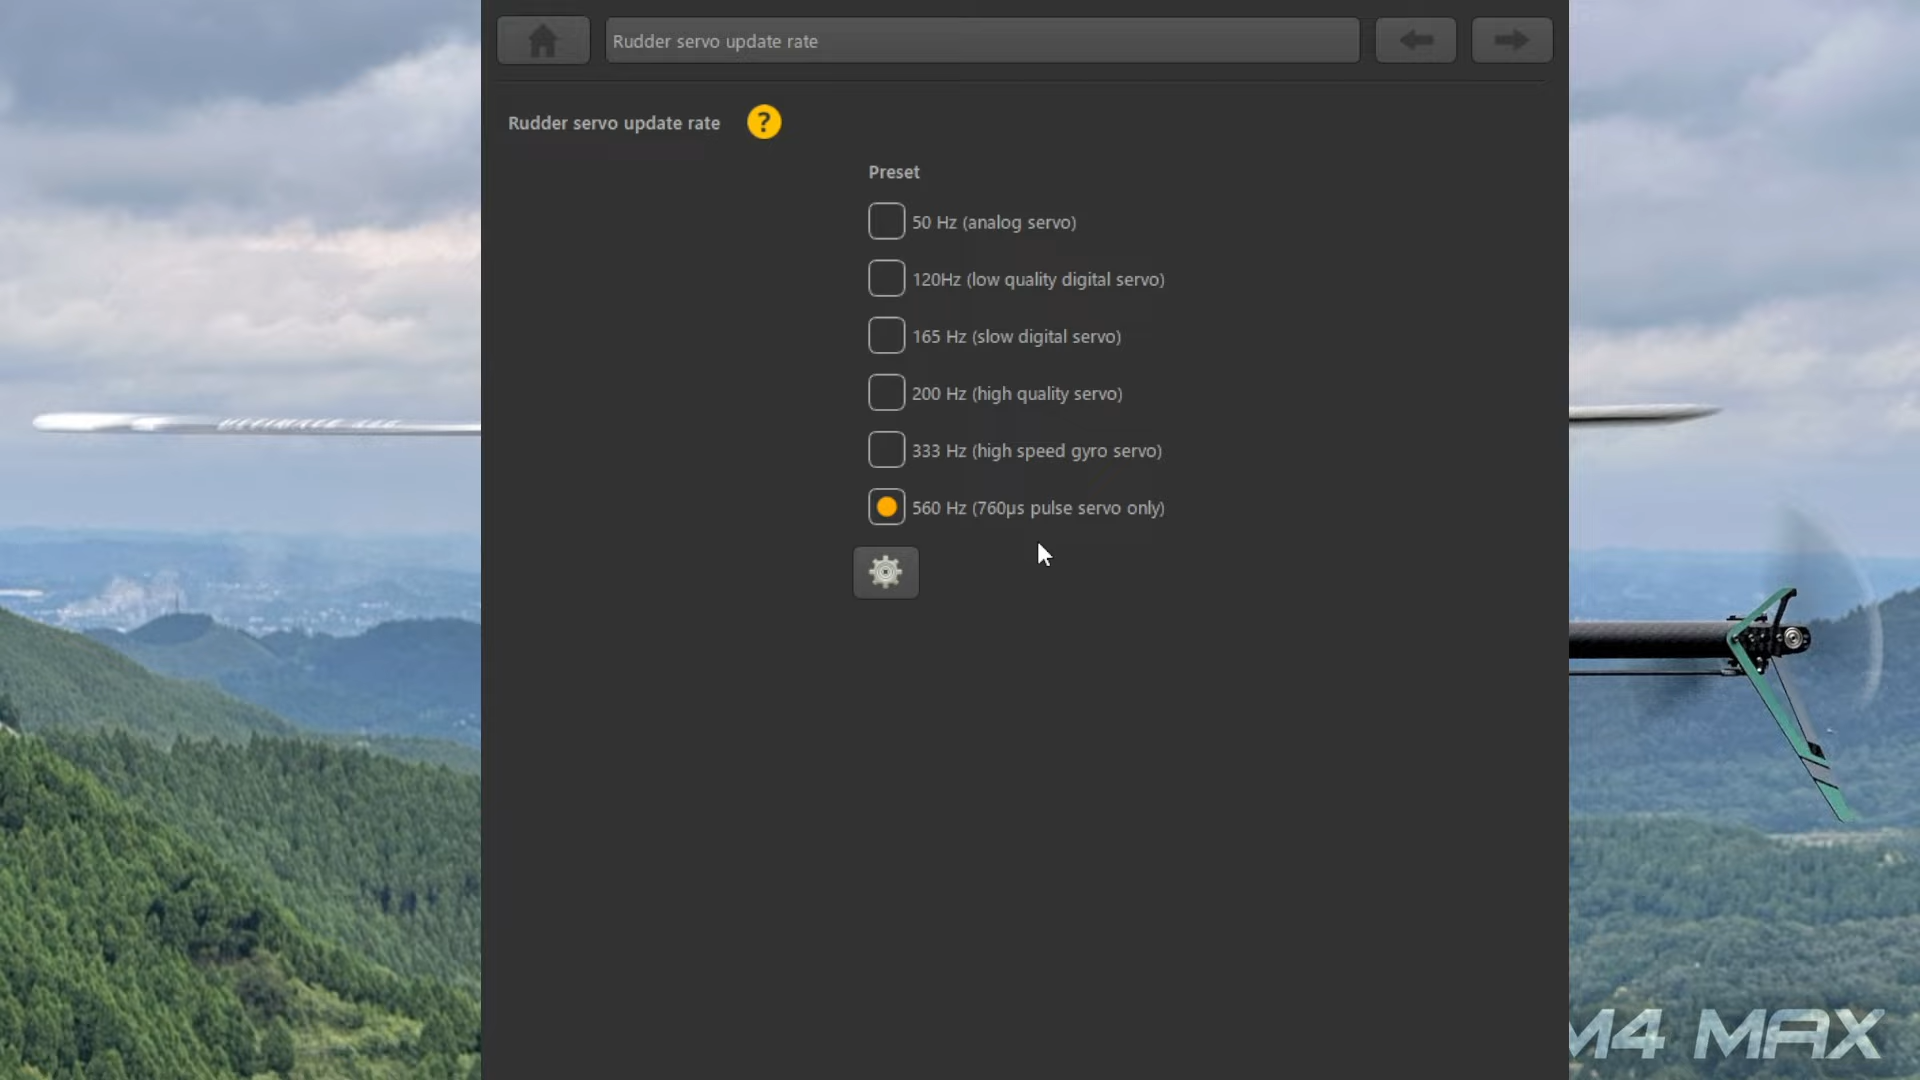 Rudder servo update rate
Rudder servo update rate ?
Preset
50 Hz (analog servo)
120Hz (low quality digital servo)
165 Hz (slow digital servo)
200 Hz (high quality servo)
333 Hz (high speed gyro servo)
560 Hz (760µs pulse servo only)
M4 MAX